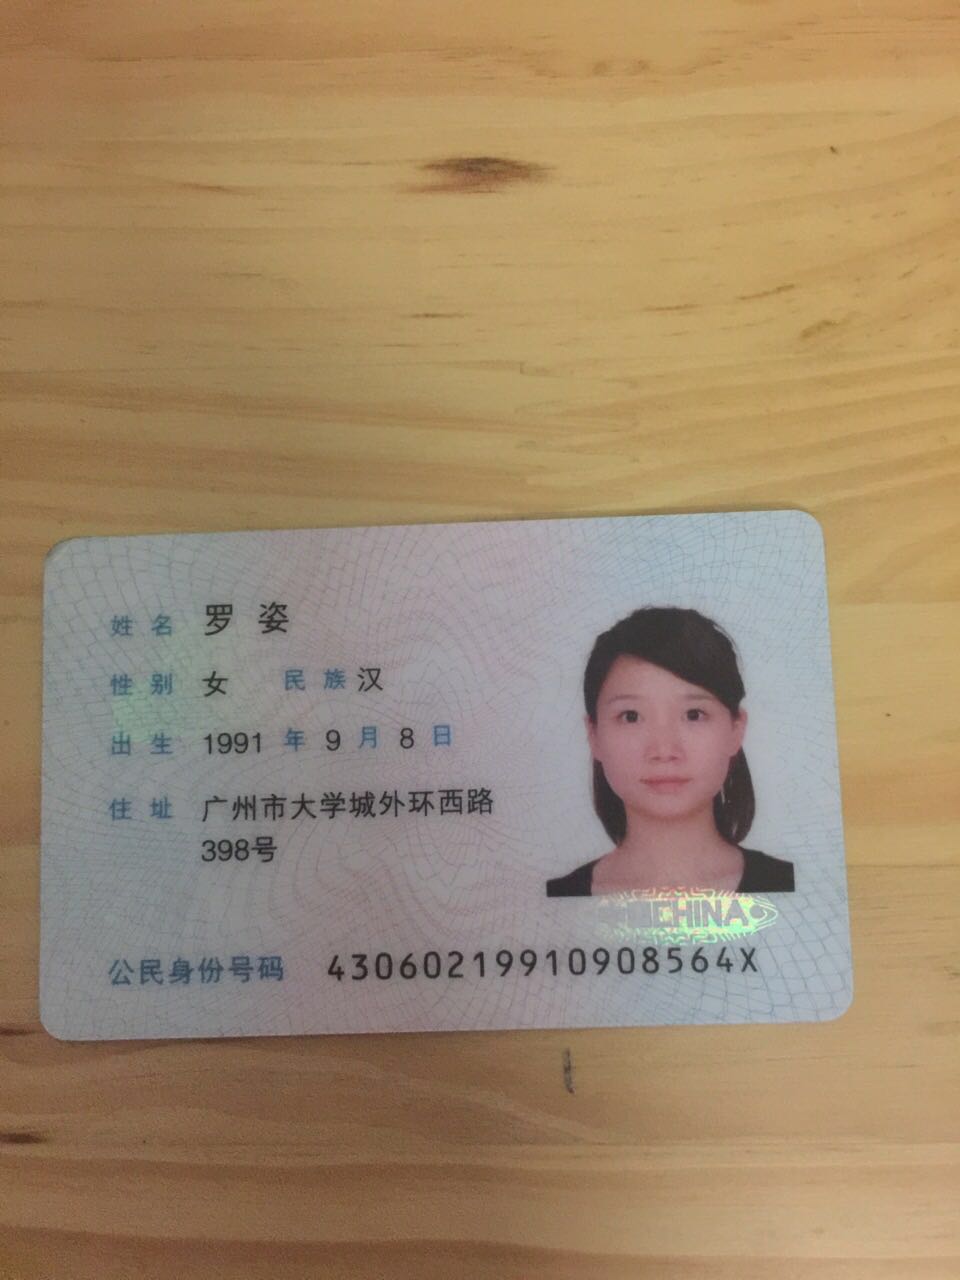 姓名 罗姿
性别 女 民族 汉
出生 1991 年 9 月 8 日
住址 广州市大学城外环西路
398号
CHINA
公民身份号码 43060219910908564X